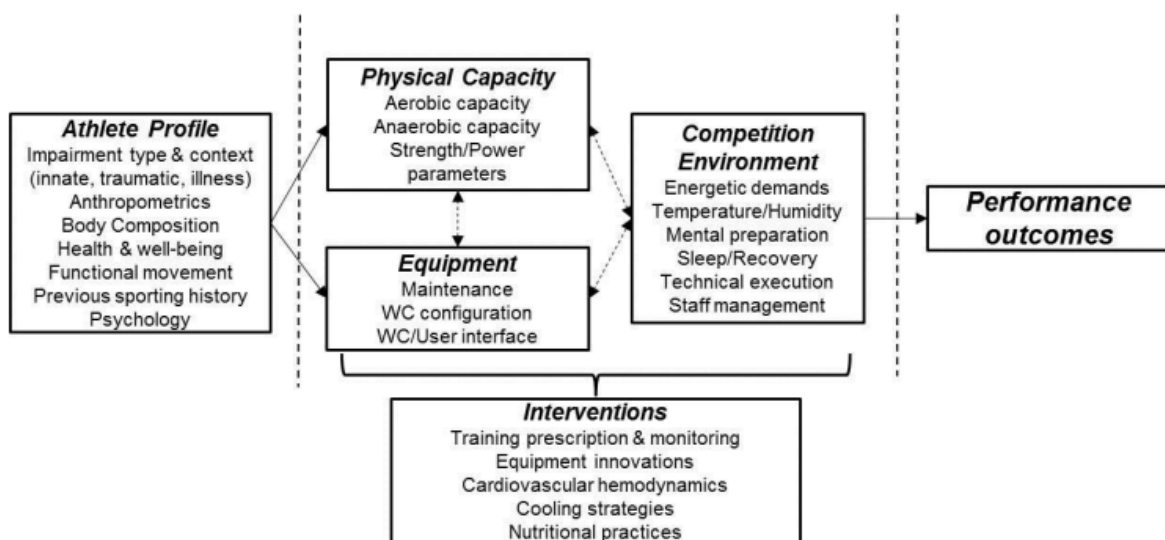 Athlete Profile
Impairment type & context
(innate, traumatic, illness)
Anthropometrics
Body Composition
Health & well-being
Functional movement
Previous sporting history
Psychology
Physical Capacity
Aerobic capacity
Anaerobic capacity
Strength/Power
parameters
Equipment
Maintenance
WC configuration
WC/User interface
Competition
Environment
Energetic demands
Temperature/Humidity
Mental preparation
Sleep/Recovery
Technical execution
Staff management
Performance
outcomes
Interventions
Training prescription & monitoring
Equipment innovations
Cardiovascular hemodynamics
Cooling strategies
Nutritional practices